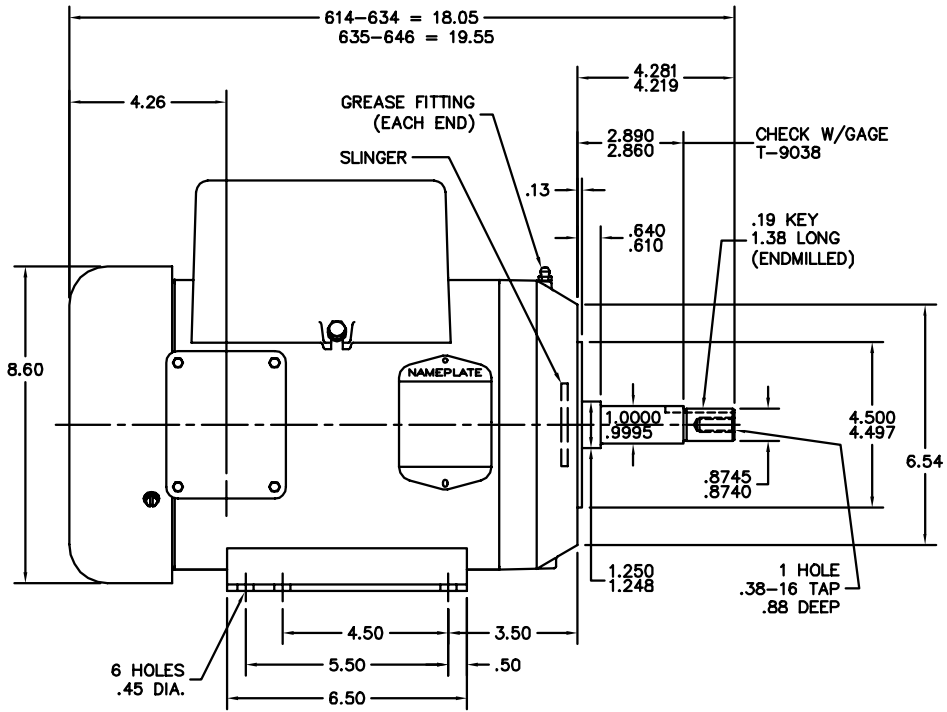 614-634 = 18.05
635-646 = 19.55
4.281
4.219
4.26
GREASE FITTING
(EACH END)
2.890
2.860
CHECK W/GAGE
T-9038
SLINGER
.13
.640
.610
.19 KEY
1.38 LONG
(ENDMILLED)
8.60
NAMEPLATE
1.0000
.9995
4.500
4.497
6.54
.8745
.8740
1.250
1.248
1 HOLE
.38-16 TAP
.88 DEEP
4.50
3.50
5.50
.50
6 HOLES
.45 DIA.
6.50